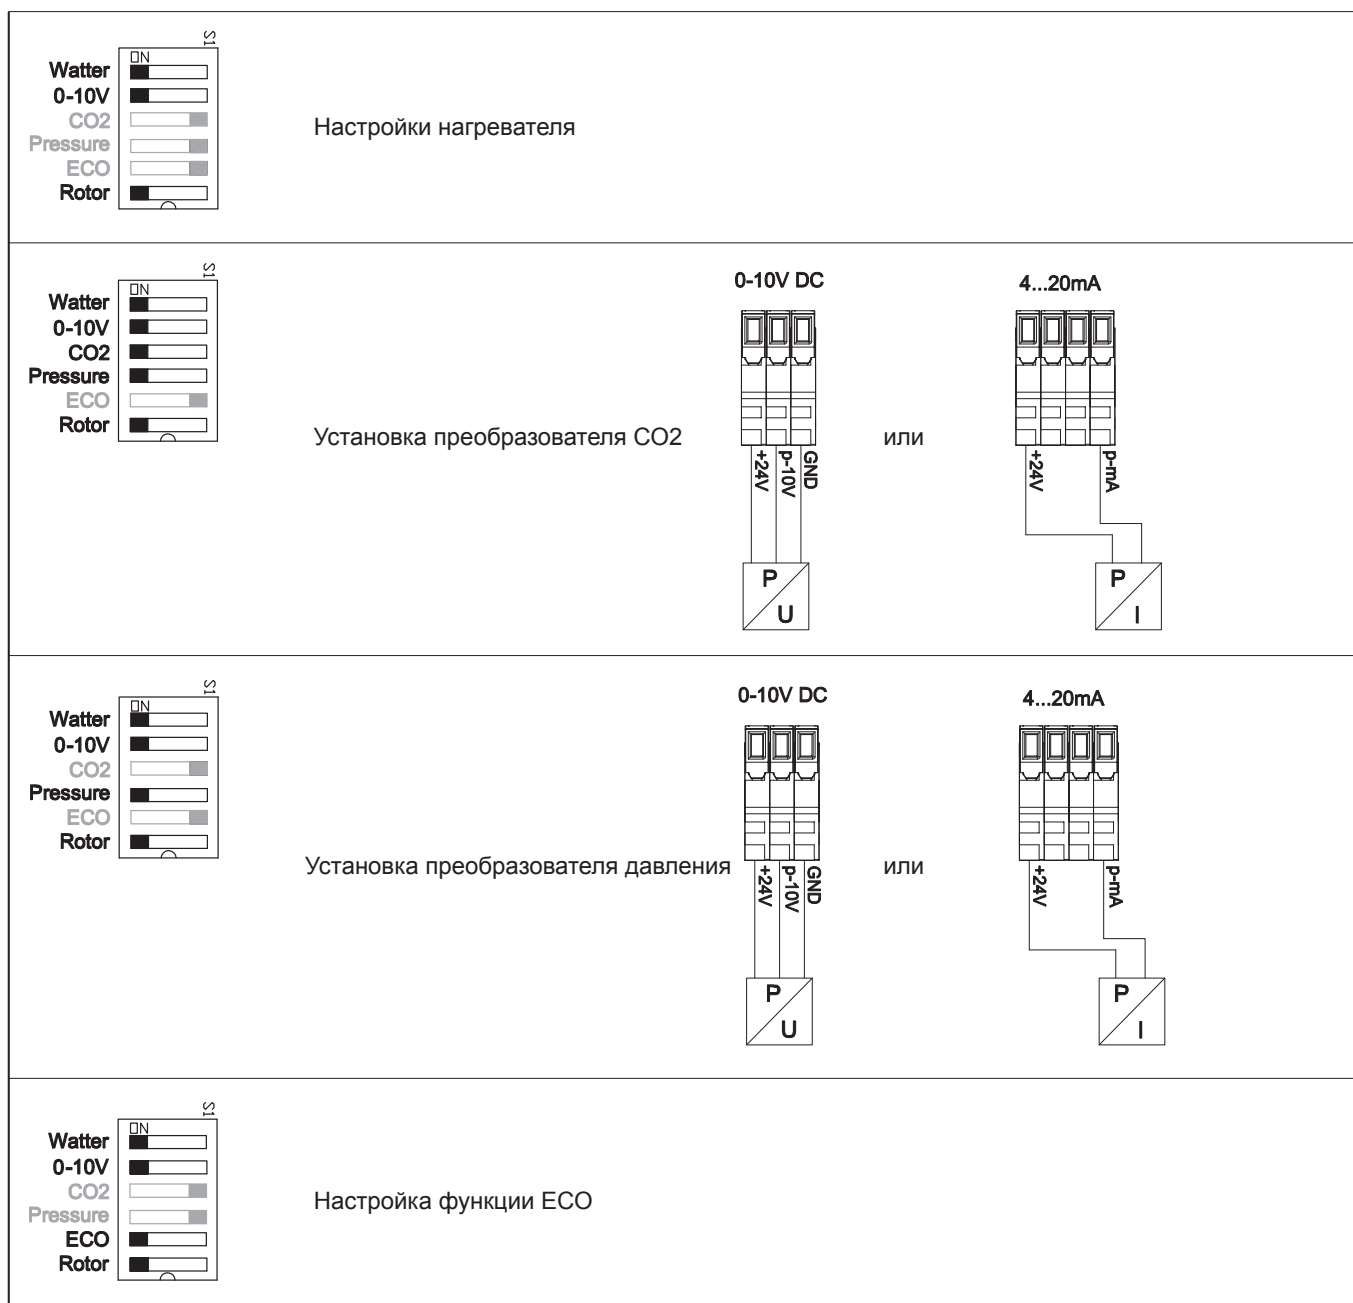 S1
ON
Watter
0-10V
CO2
Pressure
ECO
Rotor
Настройки нагревателя
S1
ON
Watter
0-10V
CO2
Pressure
ECO
Rotor
Установка преобразователя CO2
0-10V DC
+24V
p-10V
GND
P
U
или
4...20mA
+24V
p-mA
P
I
S1
ON
Watter
0-10V
CO2
Pressure
ECO
Rotor
Установка преобразователя давления
0-10V DC
+24V
p-10V
GND
P
U
или
4...20mA
+24V
p-mA
P
I
S1
ON
Watter
0-10V
CO2
Pressure
ECO
Rotor
Настройка функции ECO